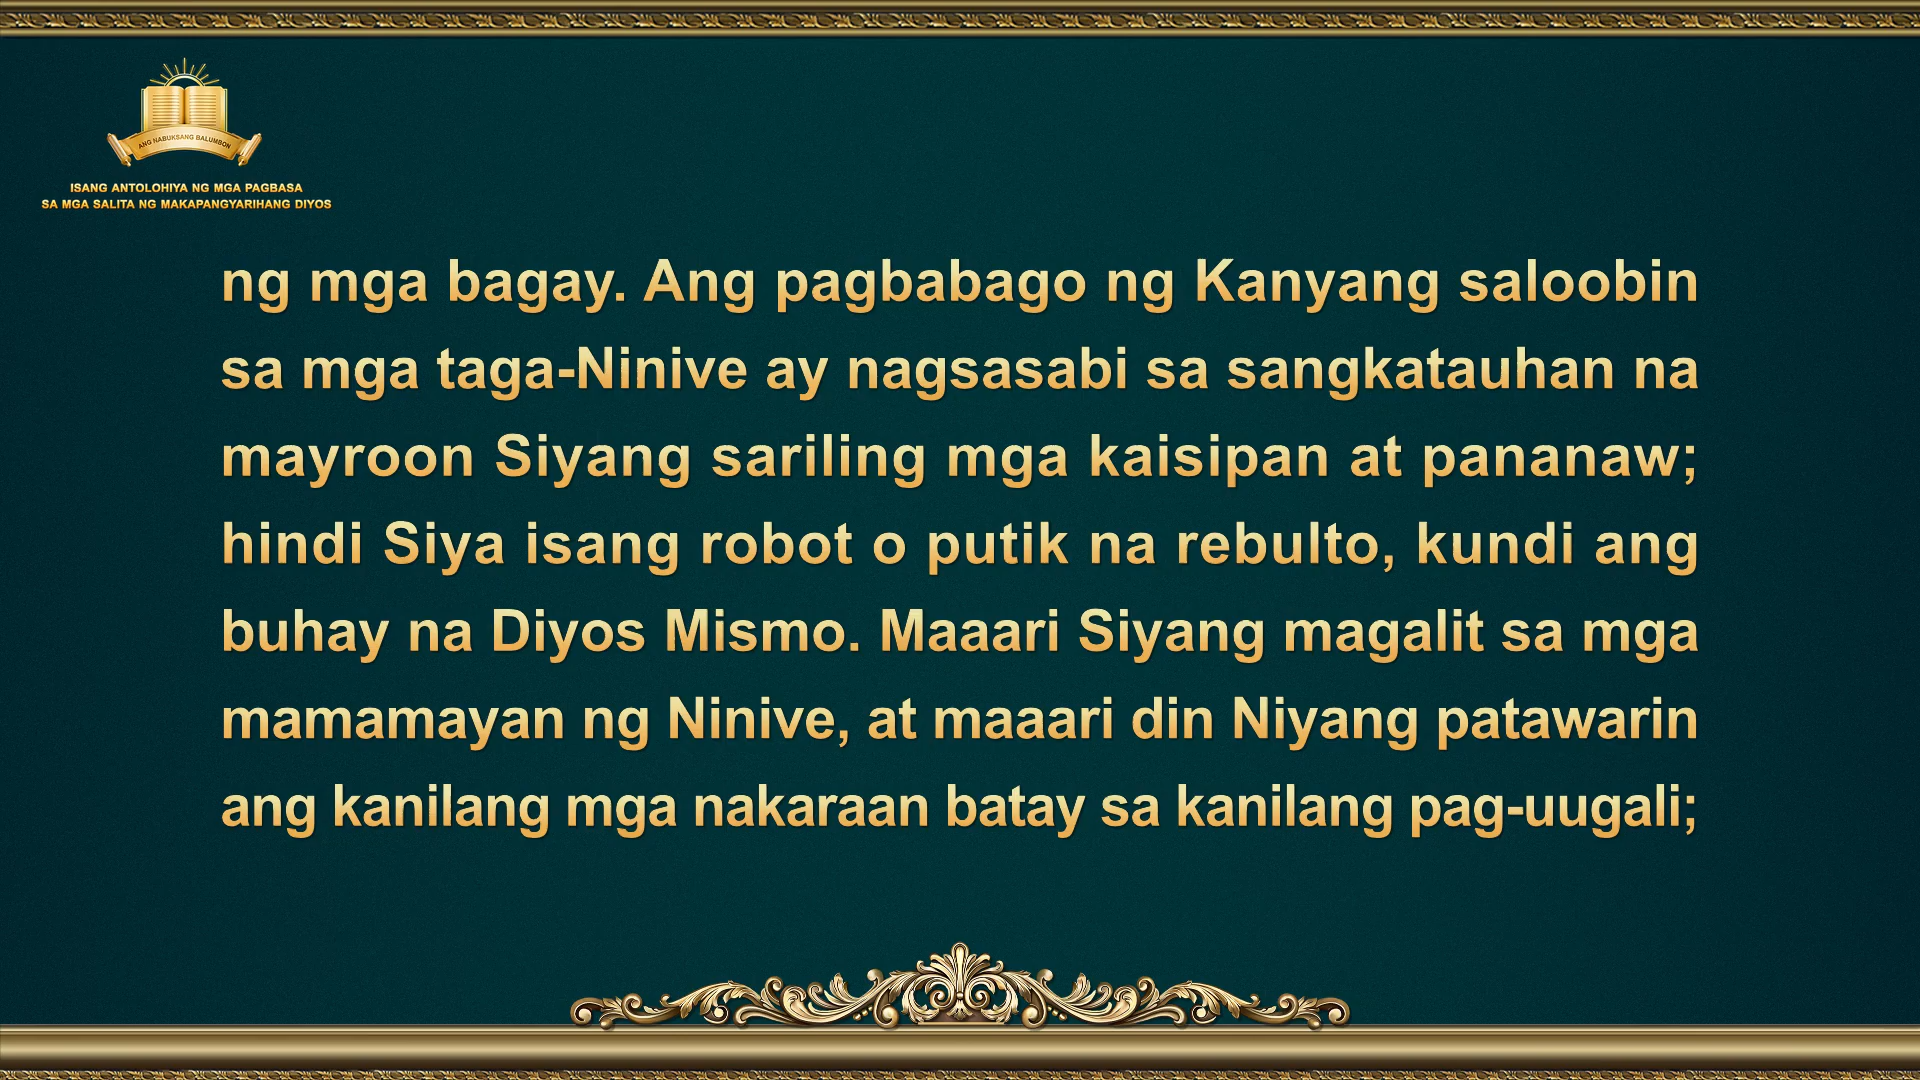 ANG NABUKSANG BALUMBON
ISANG ANTOLOHIYA NG MGA PAGBASA
SA MGA SALITA NG MAKAPANGYARIHANG DIYOS
ng mga bagay. Ang pagbabago ng Kanyang saloobin
sa mga taga-Ninive ay nagsasabi sa sangkatauhan na
mayroon Siyang sariling mga kaisipan at pananaw;
hindi Siya isang robot o putik na rebulto, kundi ang
buhay na Diyos Mismo. Maaari Siyang magalit sa mga
mamamayan ng Ninive, at maaari din Niyang patawarin
ang kanilang mga nakaraan batay sa kanilang pag-uugali;